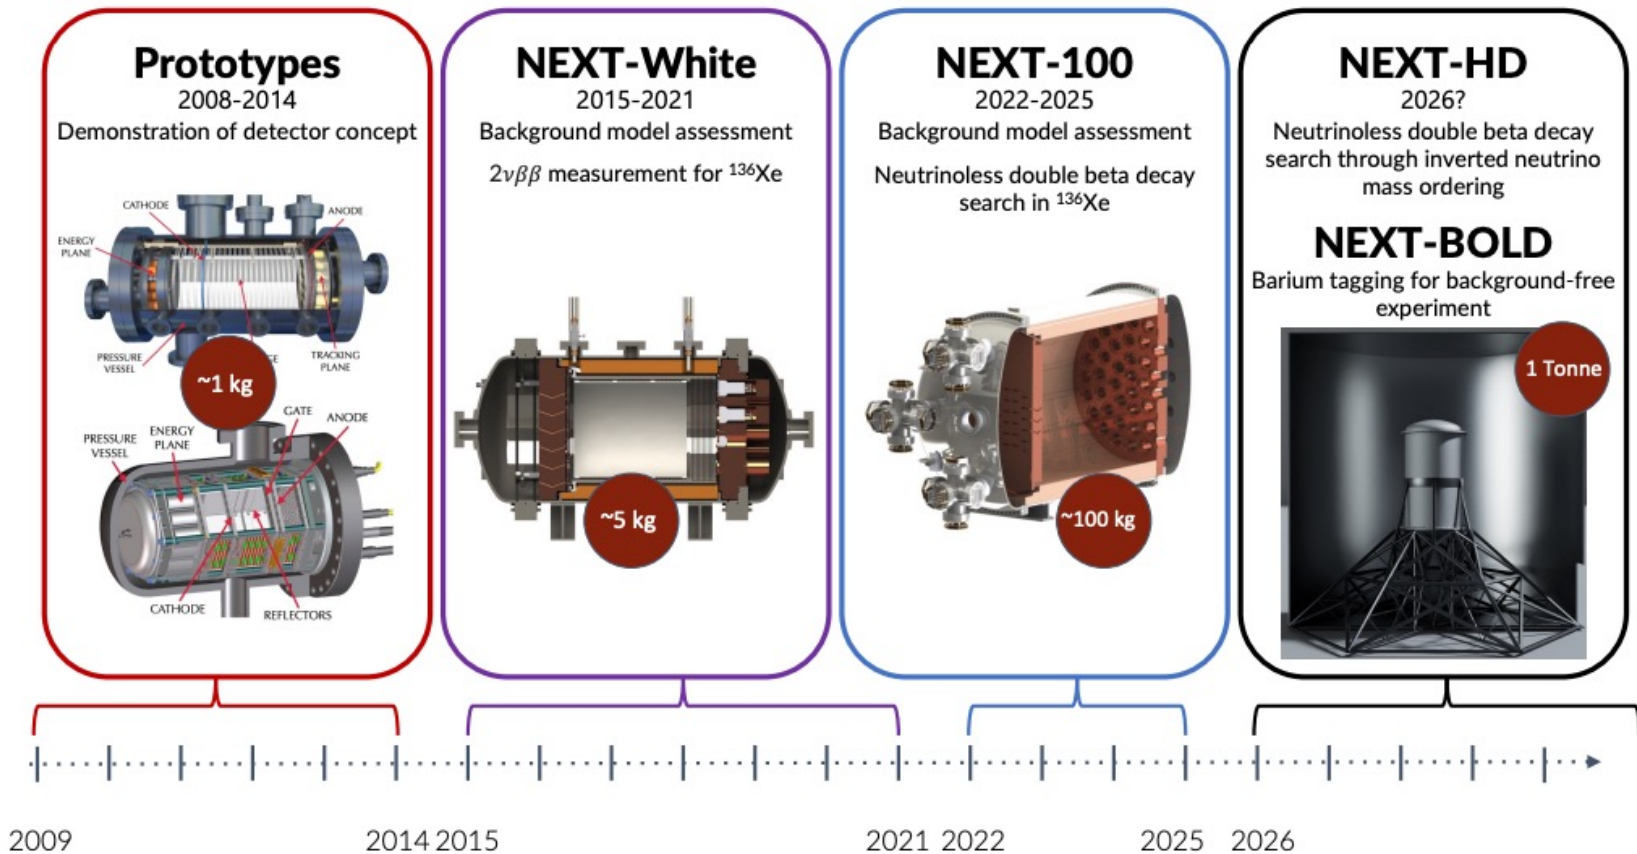 Prototypes
2008-2014
Demonstration of detector concept
CATHODE
ANODE
ENERGY
PLANE
PRESSURE
VESSEL
TRACKING
PLANE
~1 kg
GATE
ANODE
ENERGY
PLANE
PRESSURE
VESSEL
CATHODE
REFLECTORS
NEXT-White
2015-2021
Background model assessment
2νββ measurement for ¹³⁶Xe
~5 kg
NEXT-100
2022-2025
Background model assessment
Neutrinoless double beta decay
search in ¹³⁶Xe
~100 kg
NEXT-HD
2026?
Neutrinoless double beta decay
search through inverted neutrino
mass ordering
NEXT-BOLD
Barium tagging for background-free
experiment
1 Tonne
2009 2014 2015 2021 2022 2025 2026